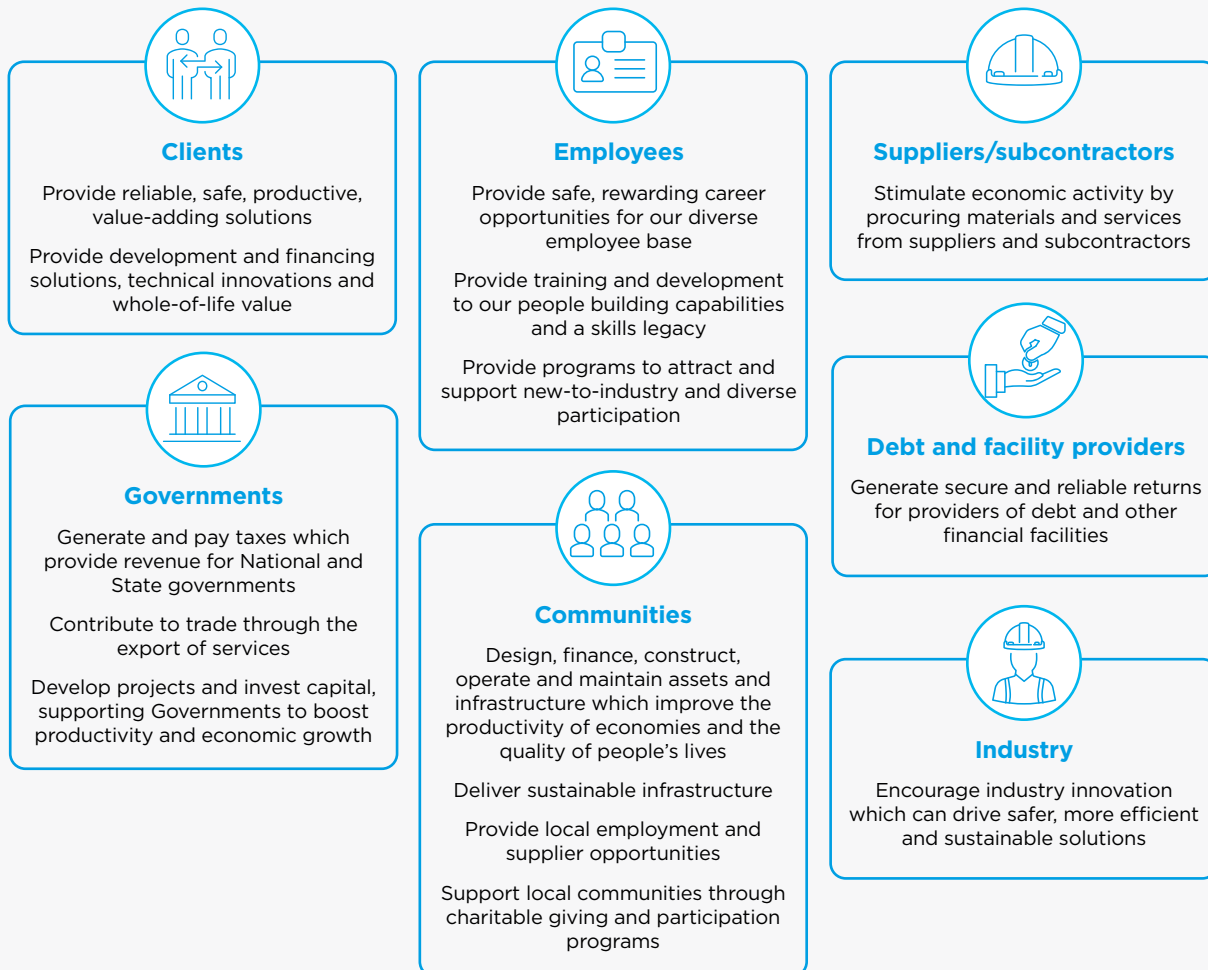 Clients
Provide reliable, safe, productive,
value-adding solutions
Provide development and financing
solutions, technical innovations and
whole-of-life value
Governments
Generate and pay taxes which
provide revenue for National and
State governments
Contribute to trade through the
export of services
Develop projects and invest capital,
supporting Governments to boost
productivity and economic growth
Employees
Provide safe, rewarding career
opportunities for our diverse
employee base
Provide training and development
to our people building capabilities
and a skills legacy
Provide programs to attract and
support new-to-industry and diverse
participation
Communities
Design, finance, construct,
operate and maintain assets and
infrastructure which improve the
productivity of economies and the
quality of people’s lives
Deliver sustainable infrastructure
Provide local employment and
supplier opportunities
Support local communities through
charitable giving and participation
programs
Suppliers/subcontractors
Stimulate economic activity by
procuring materials and services
from suppliers and subcontractors
Debt and facility providers
Generate secure and reliable returns
for providers of debt and other
financial facilities
Industry
Encourage industry innovation
which can drive safer, more efficient
and sustainable solutions